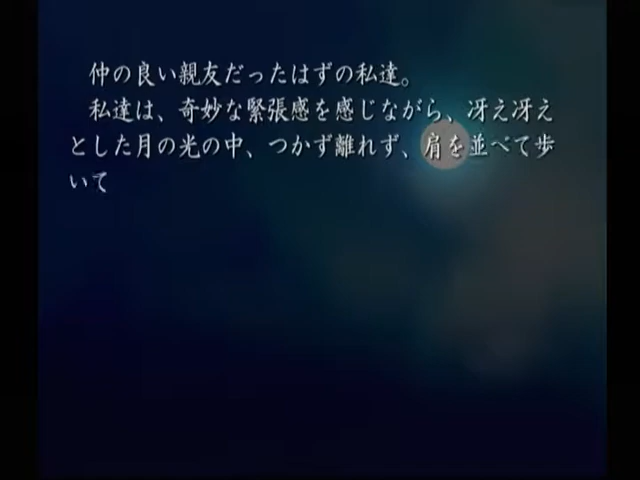 仲の良い親友だったはずの私達。
私達は、奇妙な緊張感を感じながら、冴え冴え
とした月の光の中、つかず離れず、肩を並べて歩
いて